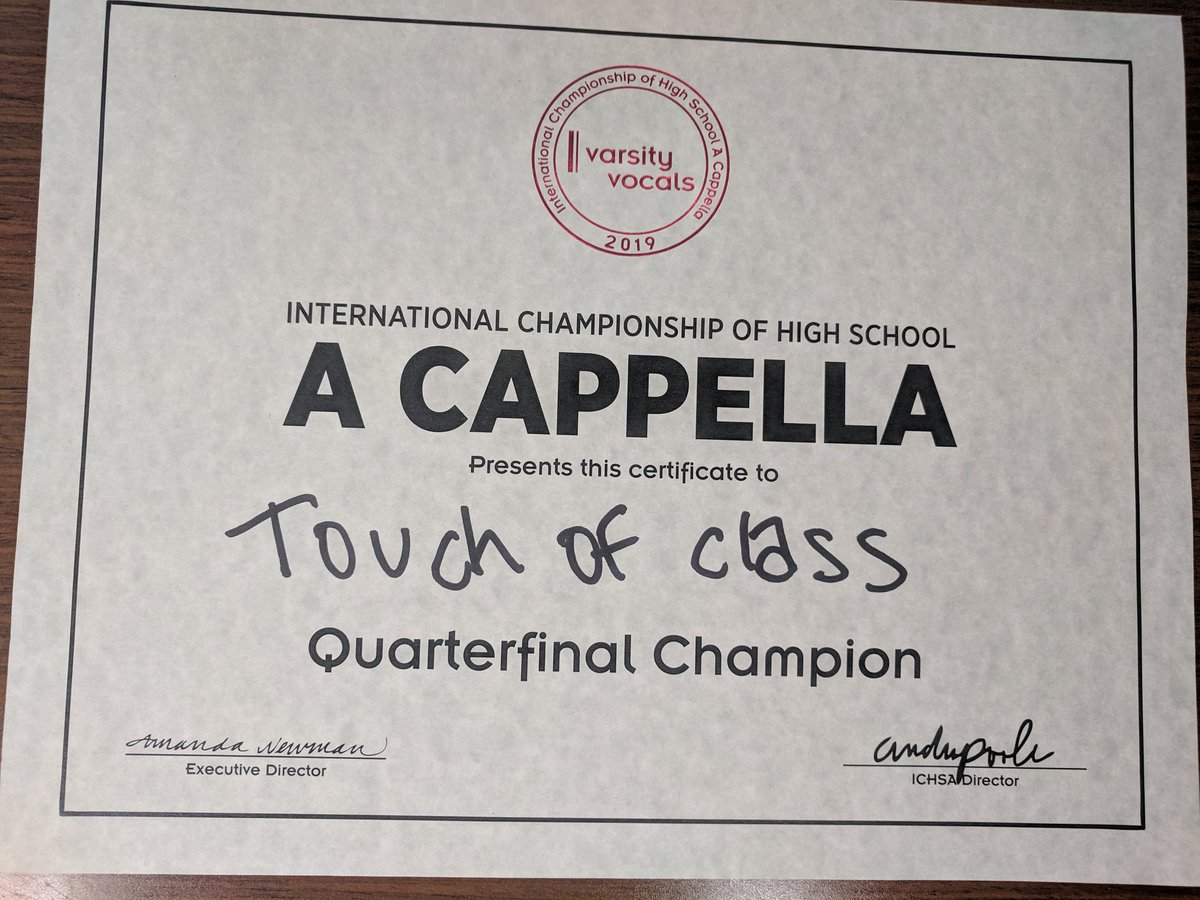 International Championship of High School A Cappella
varsity
vocals
2019
INTERNATIONAL CHAMPIONSHIP OF HIGH SCHOOL
A CAPPELLA
Presents this certificate to
Touch of class
Quarterfinal Champion
Amanda Newman
Executive Director
ICHSA Director